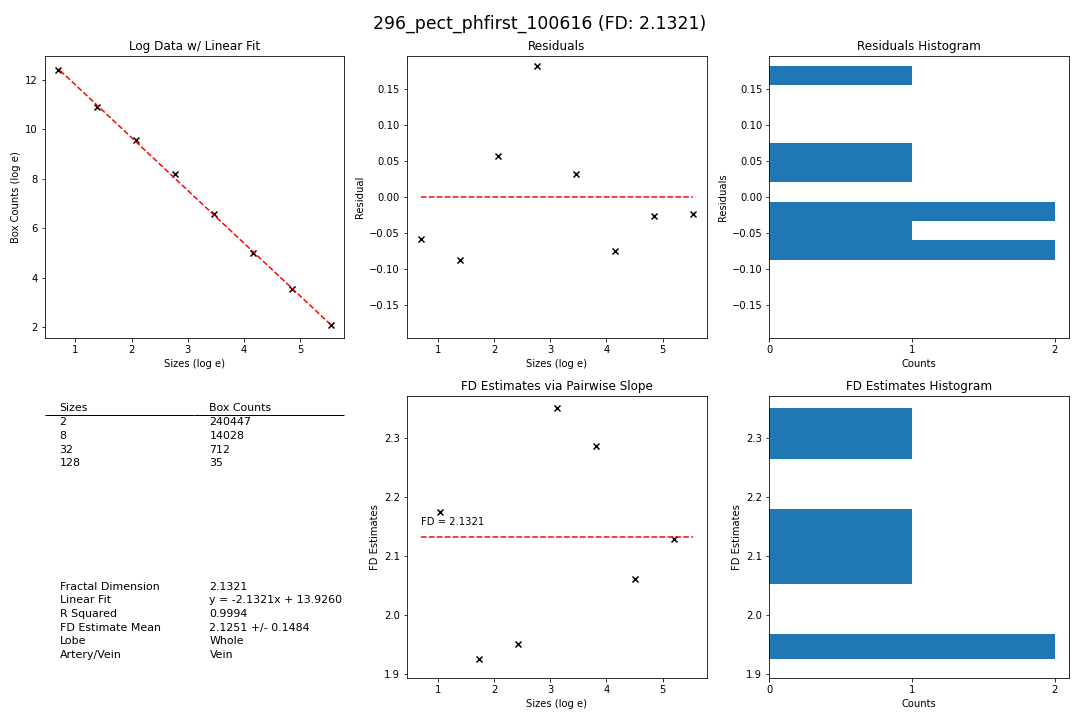 296_pect_phfirst_100616 (FD: 2.1321)
Log Data w/ Linear Fit
12
10
8
6
4
2
1 2 3 4 5
Box Counts (log e)
Sizes (log e)
Residuals
0.15
0.10
0.05
0.00
−0.05
−0.10
−0.15
1 2 3 4 5
Residual
Sizes (log e)
Residuals Histogram
0.15
0.10
0.05
0.00
−0.05
−0.10
−0.15
0 1 2
Residuals
Counts
Sizes Box Counts
2 240447
8 14028
32 712
128 35
Fractal Dimension 2.1321
Linear Fit y = -2.1321x + 13.9260
R Squared 0.9994
FD Estimate Mean 2.1251 +/- 0.1484
Lobe Whole
Artery/Vein Vein
FD Estimates via Pairwise Slope
2.3
2.2
2.1
2.0
1.9
FD = 2.1321
1 2 3 4 5
FD Estimates
Sizes (log e)
FD Estimates Histogram
2.3
2.2
2.1
2.0
1.9
0 1 2
FD Estimates
Counts